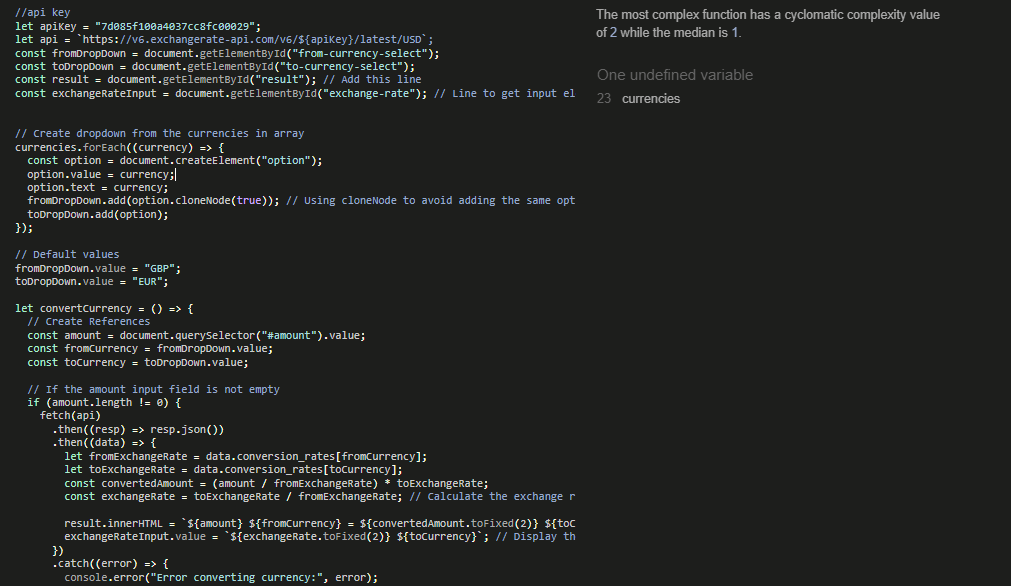 //api key
let apiKey = "7d085f100a4037cc8fc00029";
let api = `https://v6.exchangerate-api.com/v6/${apiKey}/latest/USD`;
const fromDropDown = document.getElementById("from-currency-select");
const toDropDown = document.getElementById("to-currency-select");
const result = document.getElementById("result"); // Add this line
const exchangeRateInput = document.getElementById("exchange-rate"); // Line to get input el
// Create dropdown from the currencies in array
currencies.forEach((currency) => {
const option = document.createElement("option");
option.value = currency;
option.text = currency;
fromDropDown.add(option.cloneNode(true)); // Using cloneNode to avoid adding the same opt
toDropDown.add(option);
});
// Default values
fromDropDown.value = "GBP";
toDropDown.value = "EUR";
let convertCurrency = () => {
// Create References
const amount = document.querySelector("#amount").value;
const fromCurrency = fromDropDown.value;
const toCurrency = toDropDown.value;
// If the amount input field is not empty
if (amount.length != 0) {
fetch(api)
.then((resp) => resp.json())
.then((data) => {
let fromExchangeRate = data.conversion_rates[fromCurrency];
let toExchangeRate = data.conversion_rates[toCurrency];
const convertedAmount = (amount / fromExchangeRate) * toExchangeRate;
const exchangeRate = toExchangeRate / fromExchangeRate; // Calculate the exchange r
result.innerHTML = `${amount} ${fromCurrency} = ${convertedAmount.toFixed(2)} ${toC
exchangeRateInput.value = `${exchangeRate.toFixed(2)} ${toCurrency}`; // Display th
})
.catch((error) => {
console.error("Error converting currency:", error);
The most complex function has a cyclomatic complexity value
of 2 while the median is 1.
One undefined variable
23 currencies